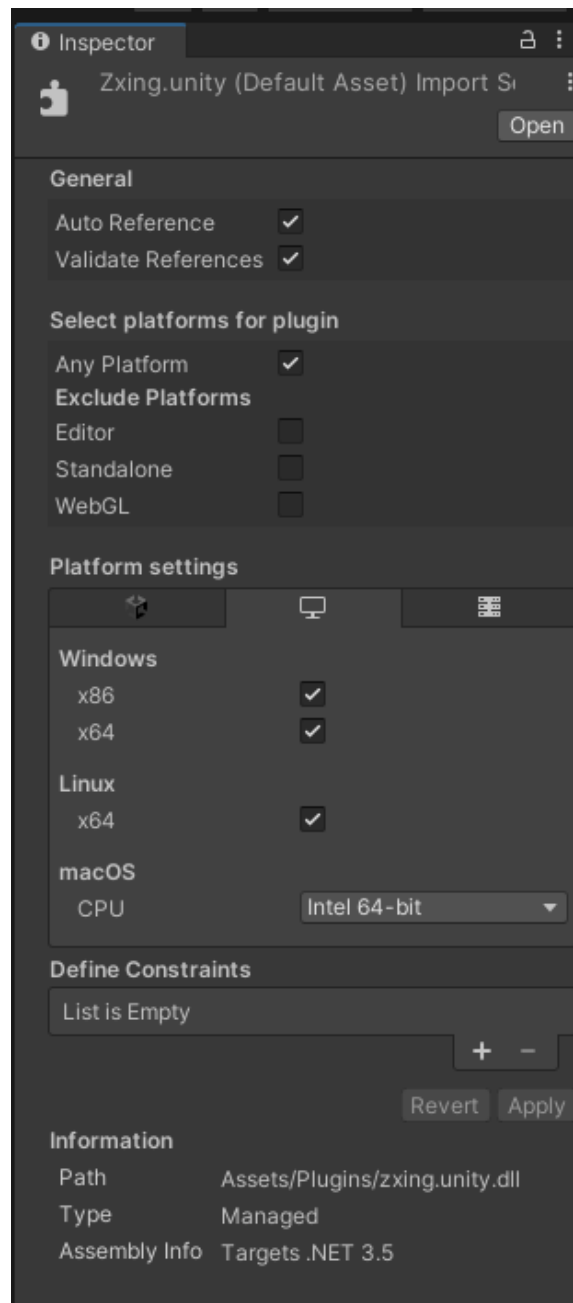 Inspector
Zxing.unity (Default Asset) Import S
Open
General
Auto Reference
Validate References
Select platforms for plugin
Any Platform
Exclude Platforms
Editor
Standalone
WebGL
Platform settings
Windows
x86
x64
Linux
x64
macOS
CPU Intel 64-bit
Define Constraints
List is Empty
+ −
Revert Apply
Information
Path Assets/Plugins/zxing.unity.dll
Type Managed
Assembly Info Targets .NET 3.5